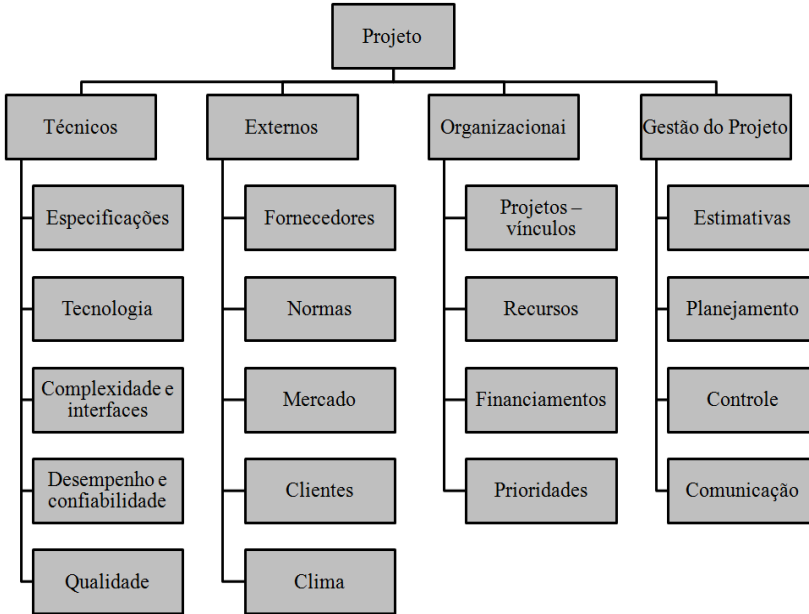 Projeto
Técnicos
Externos
Organizacionai
Gestão do Projeto
Especificações
Fornecedores
Projetos –
vínculos
Estimativas
Tecnologia
Normas
Recursos
Planejamento
Complexidade e
interfaces
Mercado
Financiamentos
Controle
Desempenho e
confiabilidade
Clientes
Prioridades
Comunicação
Qualidade
Clima